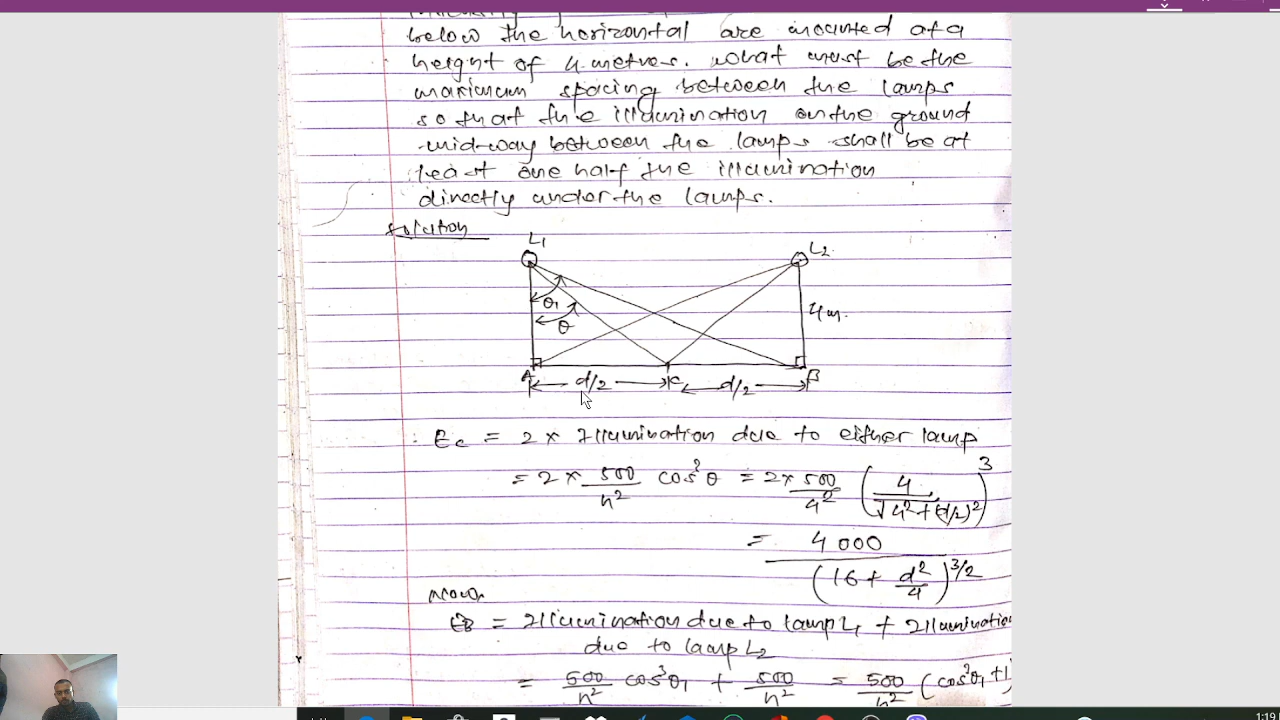 below the horizontal are mounted at a
height of 4 metres. what must be the
maximum spacing between the lamps
so that the illumination on the ground
mid-way between the lamps shall be at
least one half the illumination
directly under the lamps.
Solution
L1 L2
θ1
θ
4m.
A d/2 C d/2 B
∴ Ec = 2 × Illumination due to either lamp
= 2 × 500/h² cos³θ = 2 × 500/4² (4/√4²+(d/2)²)³
= 4000/(16 + d²/4)^3/2
Now
EB = Illumination due to lamp L1 + Illumination
due to lamp L2
= 500/h² cos³θ1 + 500/h² = 500/h² (cos³θ1 + 1)
1:19